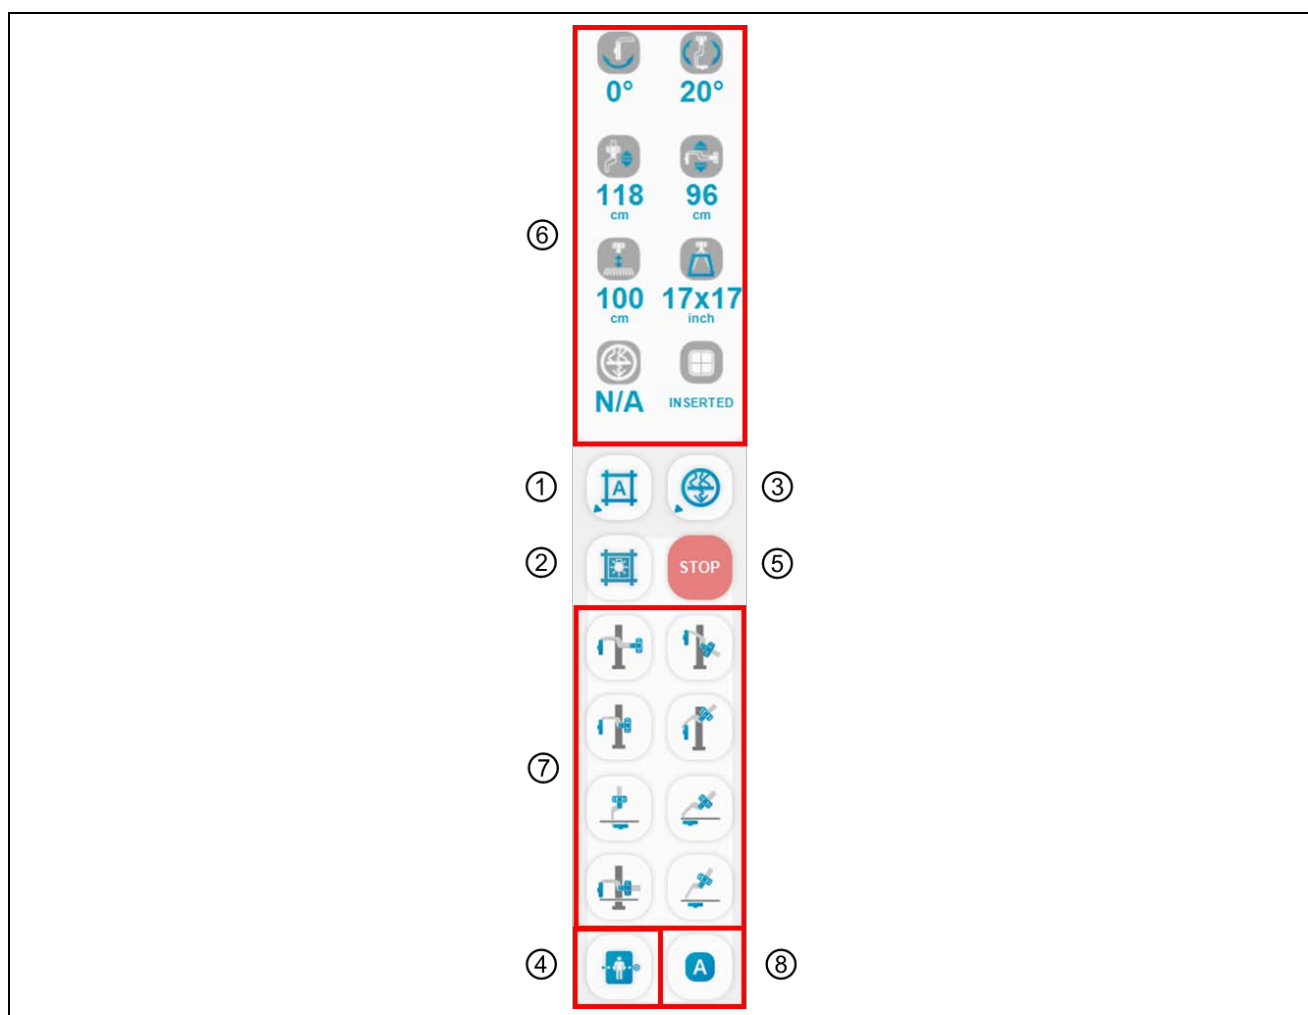 0° 20°
118 96
cm cm
⑥
100 17x17
cm inch
N/A INSERTED
① A ③
② STOP ⑤
⑦
④ A ⑧